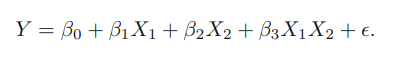 Y = β₀ + β₁X₁ + β₂X₂ + β₃X₁X₂ + ϵ.